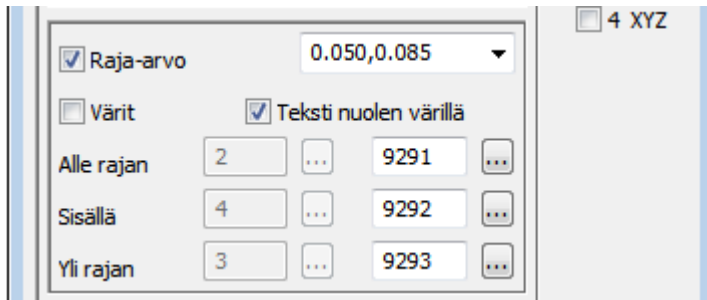 4 XYZ
Raja-arvo 0.050,0.085
Värit Teksti nuolen värillä
Alle rajan 2 ... 9291 ...
Sisällä 4 ... 9292 ...
Yli rajan 3 ... 9293 ...